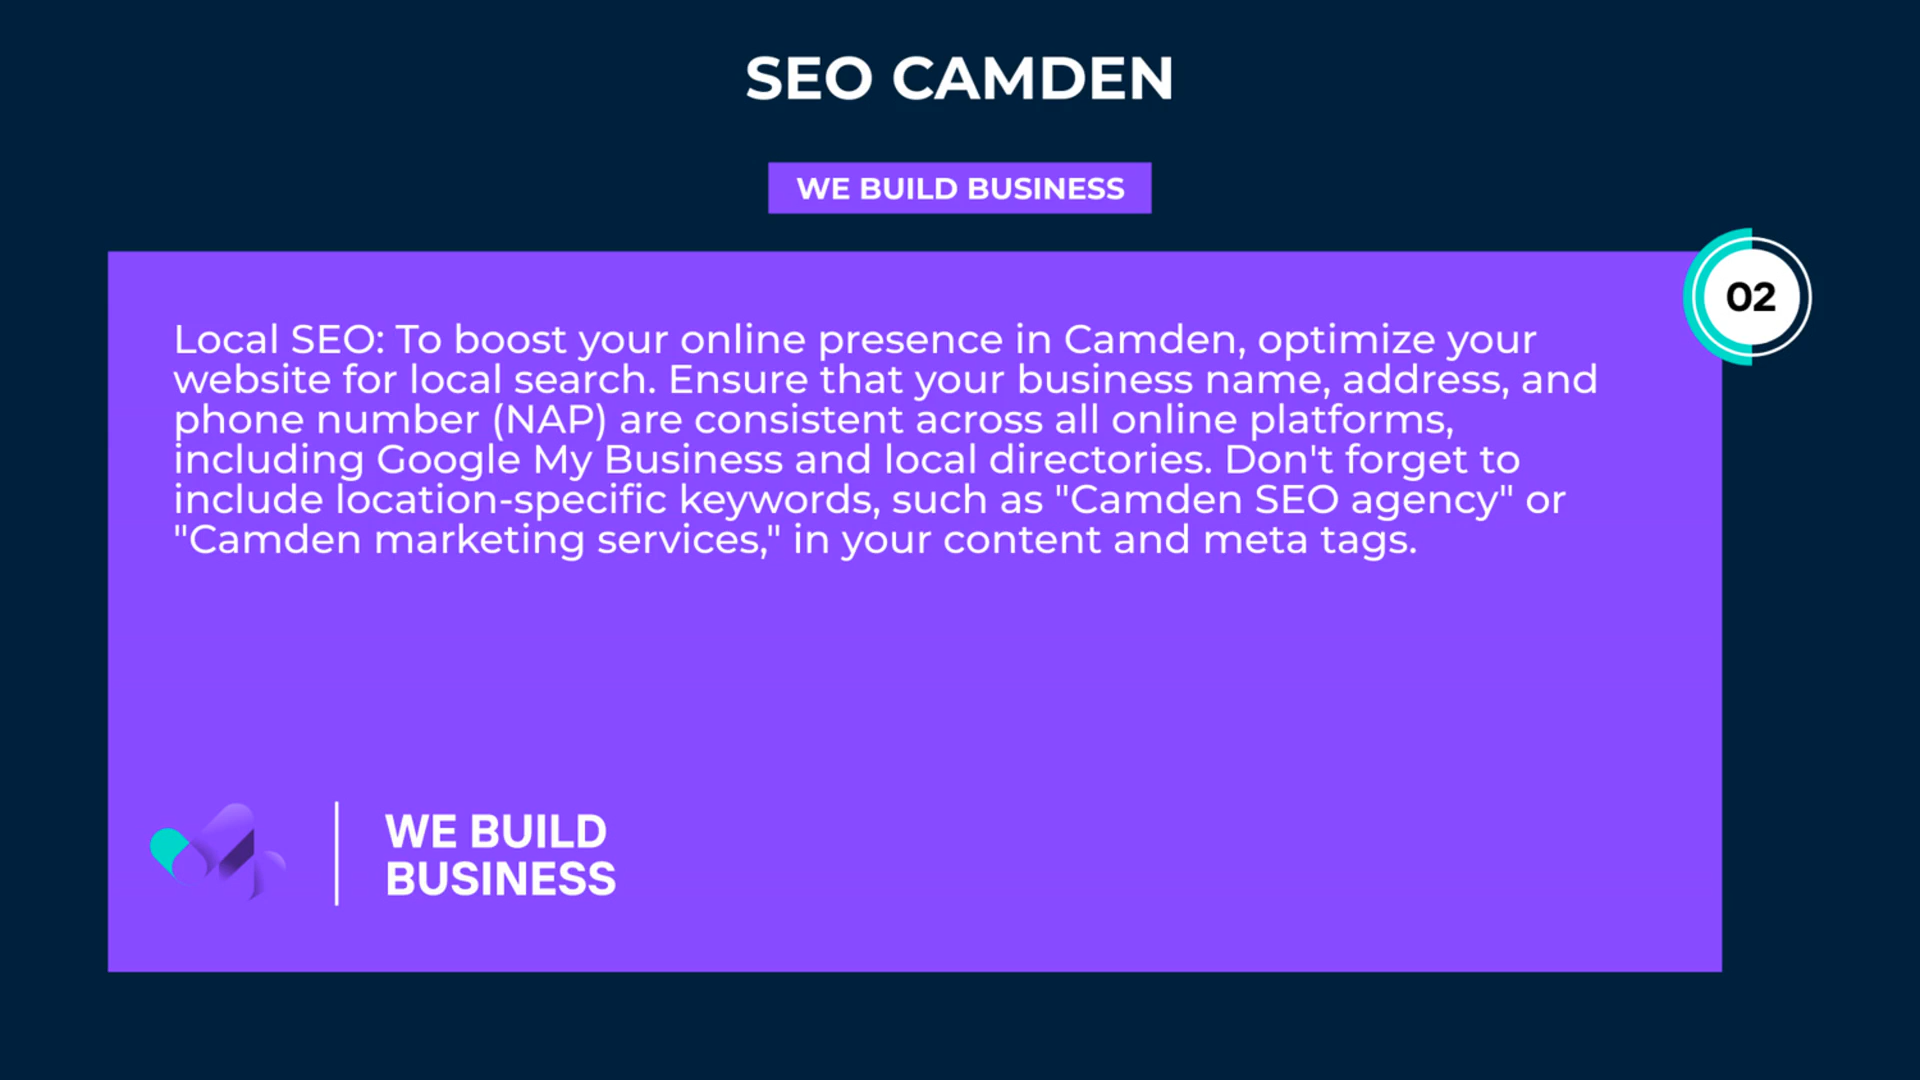 SEO CAMDEN
WE BUILD BUSINESS
02
Local SEO: To boost your online presence in Camden, optimize your
website for local search. Ensure that your business name, address, and
phone number (NAP) are consistent across all online platforms,
including Google My Business and local directories. Don't forget to
include location-specific keywords, such as "Camden SEO agency" or
"Camden marketing services," in your content and meta tags.
WE BUILD
BUSINESS